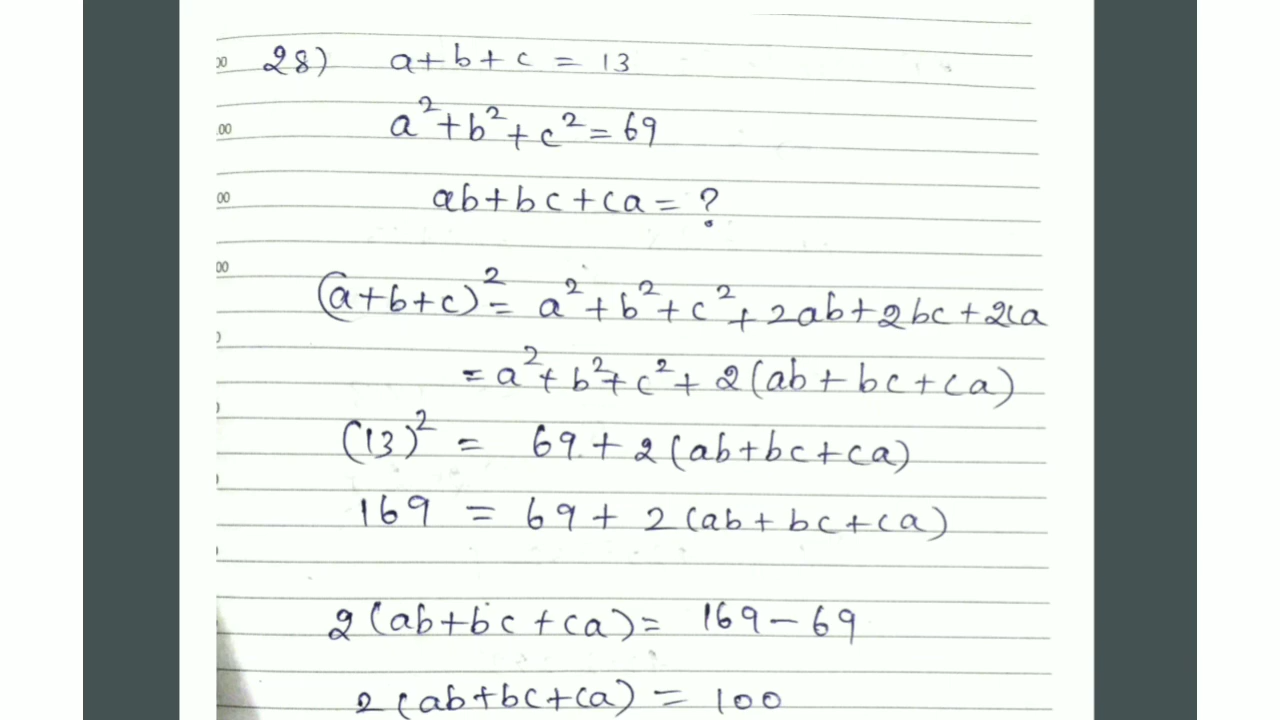 28) a+b+c = 13
a²+b²+c² = 69
ab+bc+ca = ?
(a+b+c)² = a²+b²+c²+2ab+2bc+2ca
= a²+b²+c²+2(ab+bc+ca)
(13)² = 69+2(ab+bc+ca)
169 = 69+2(ab+bc+ca)
2(ab+bc+ca) = 169-69
2(ab+bc+ca) = 100